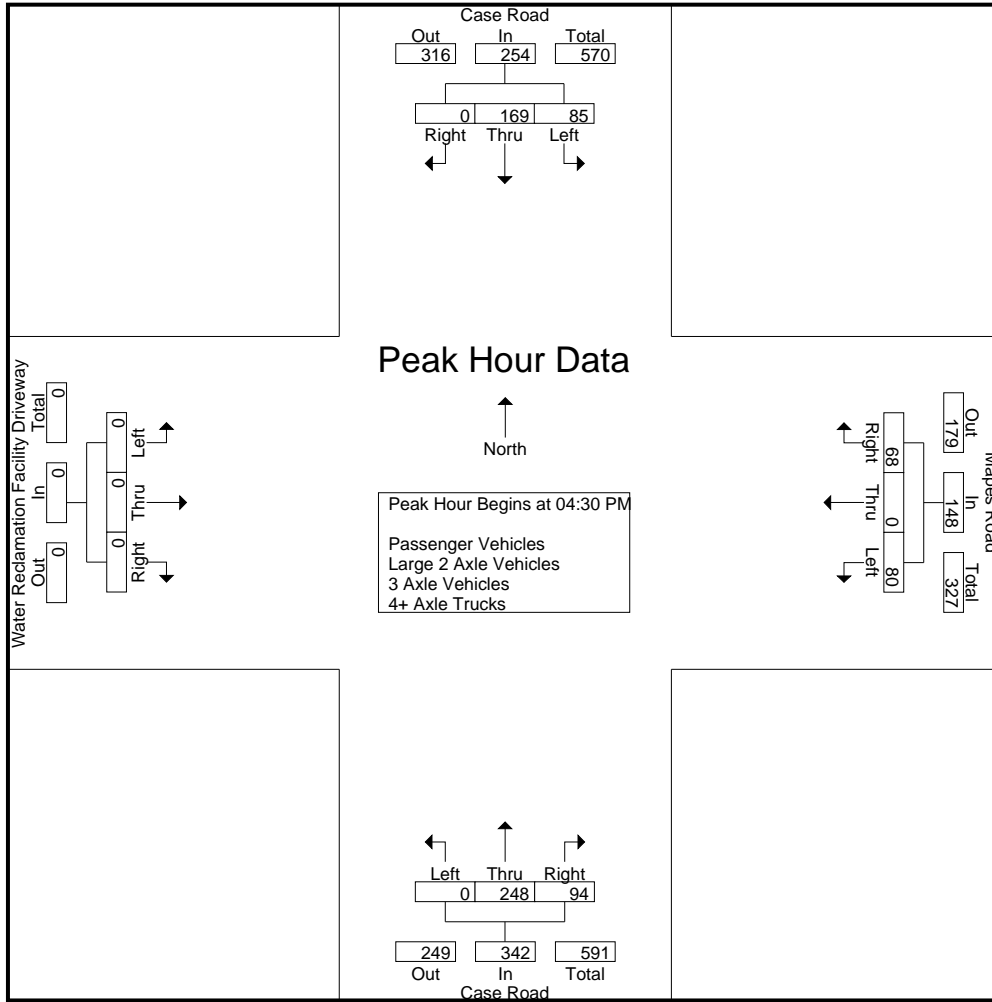 Case Road
Out In Total
316 254 570
0 169 85
Right Thru Left
Peak Hour Data
North
Peak Hour Begins at 04:30 PM
Passenger Vehicles
Large 2 Axle Vehicles
3 Axle Vehicles
4+ Axle Trucks
Water Reclamation Facility Driveway
Total In Out
0 0 0
0 0 0
Left Thru Right
Right Thru Left
68 0 80
179 148 327
Out In Total
Mapes Road
Left Thru Right
0 248 94
249 342 591
Out In Total
Case Road